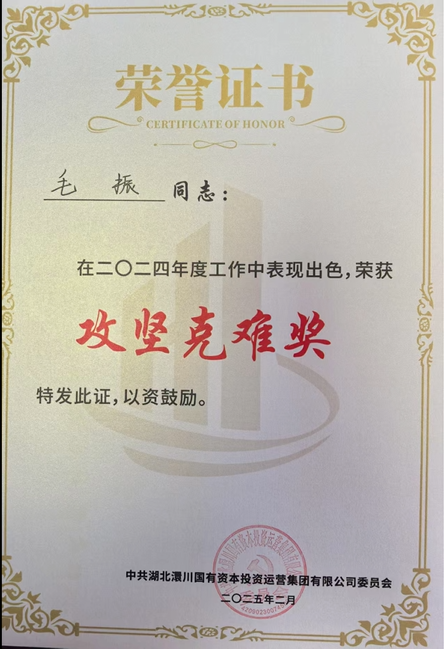 荣誉证书
CERTIFICATE OF HONOR
毛 振 同志：
在二〇二四年度工作中表现出色，荣获
攻坚克难奖
特发此证，以资鼓励。
中共湖北澴川国有资本投资运营集团有限公司委员会
二〇二五年二月